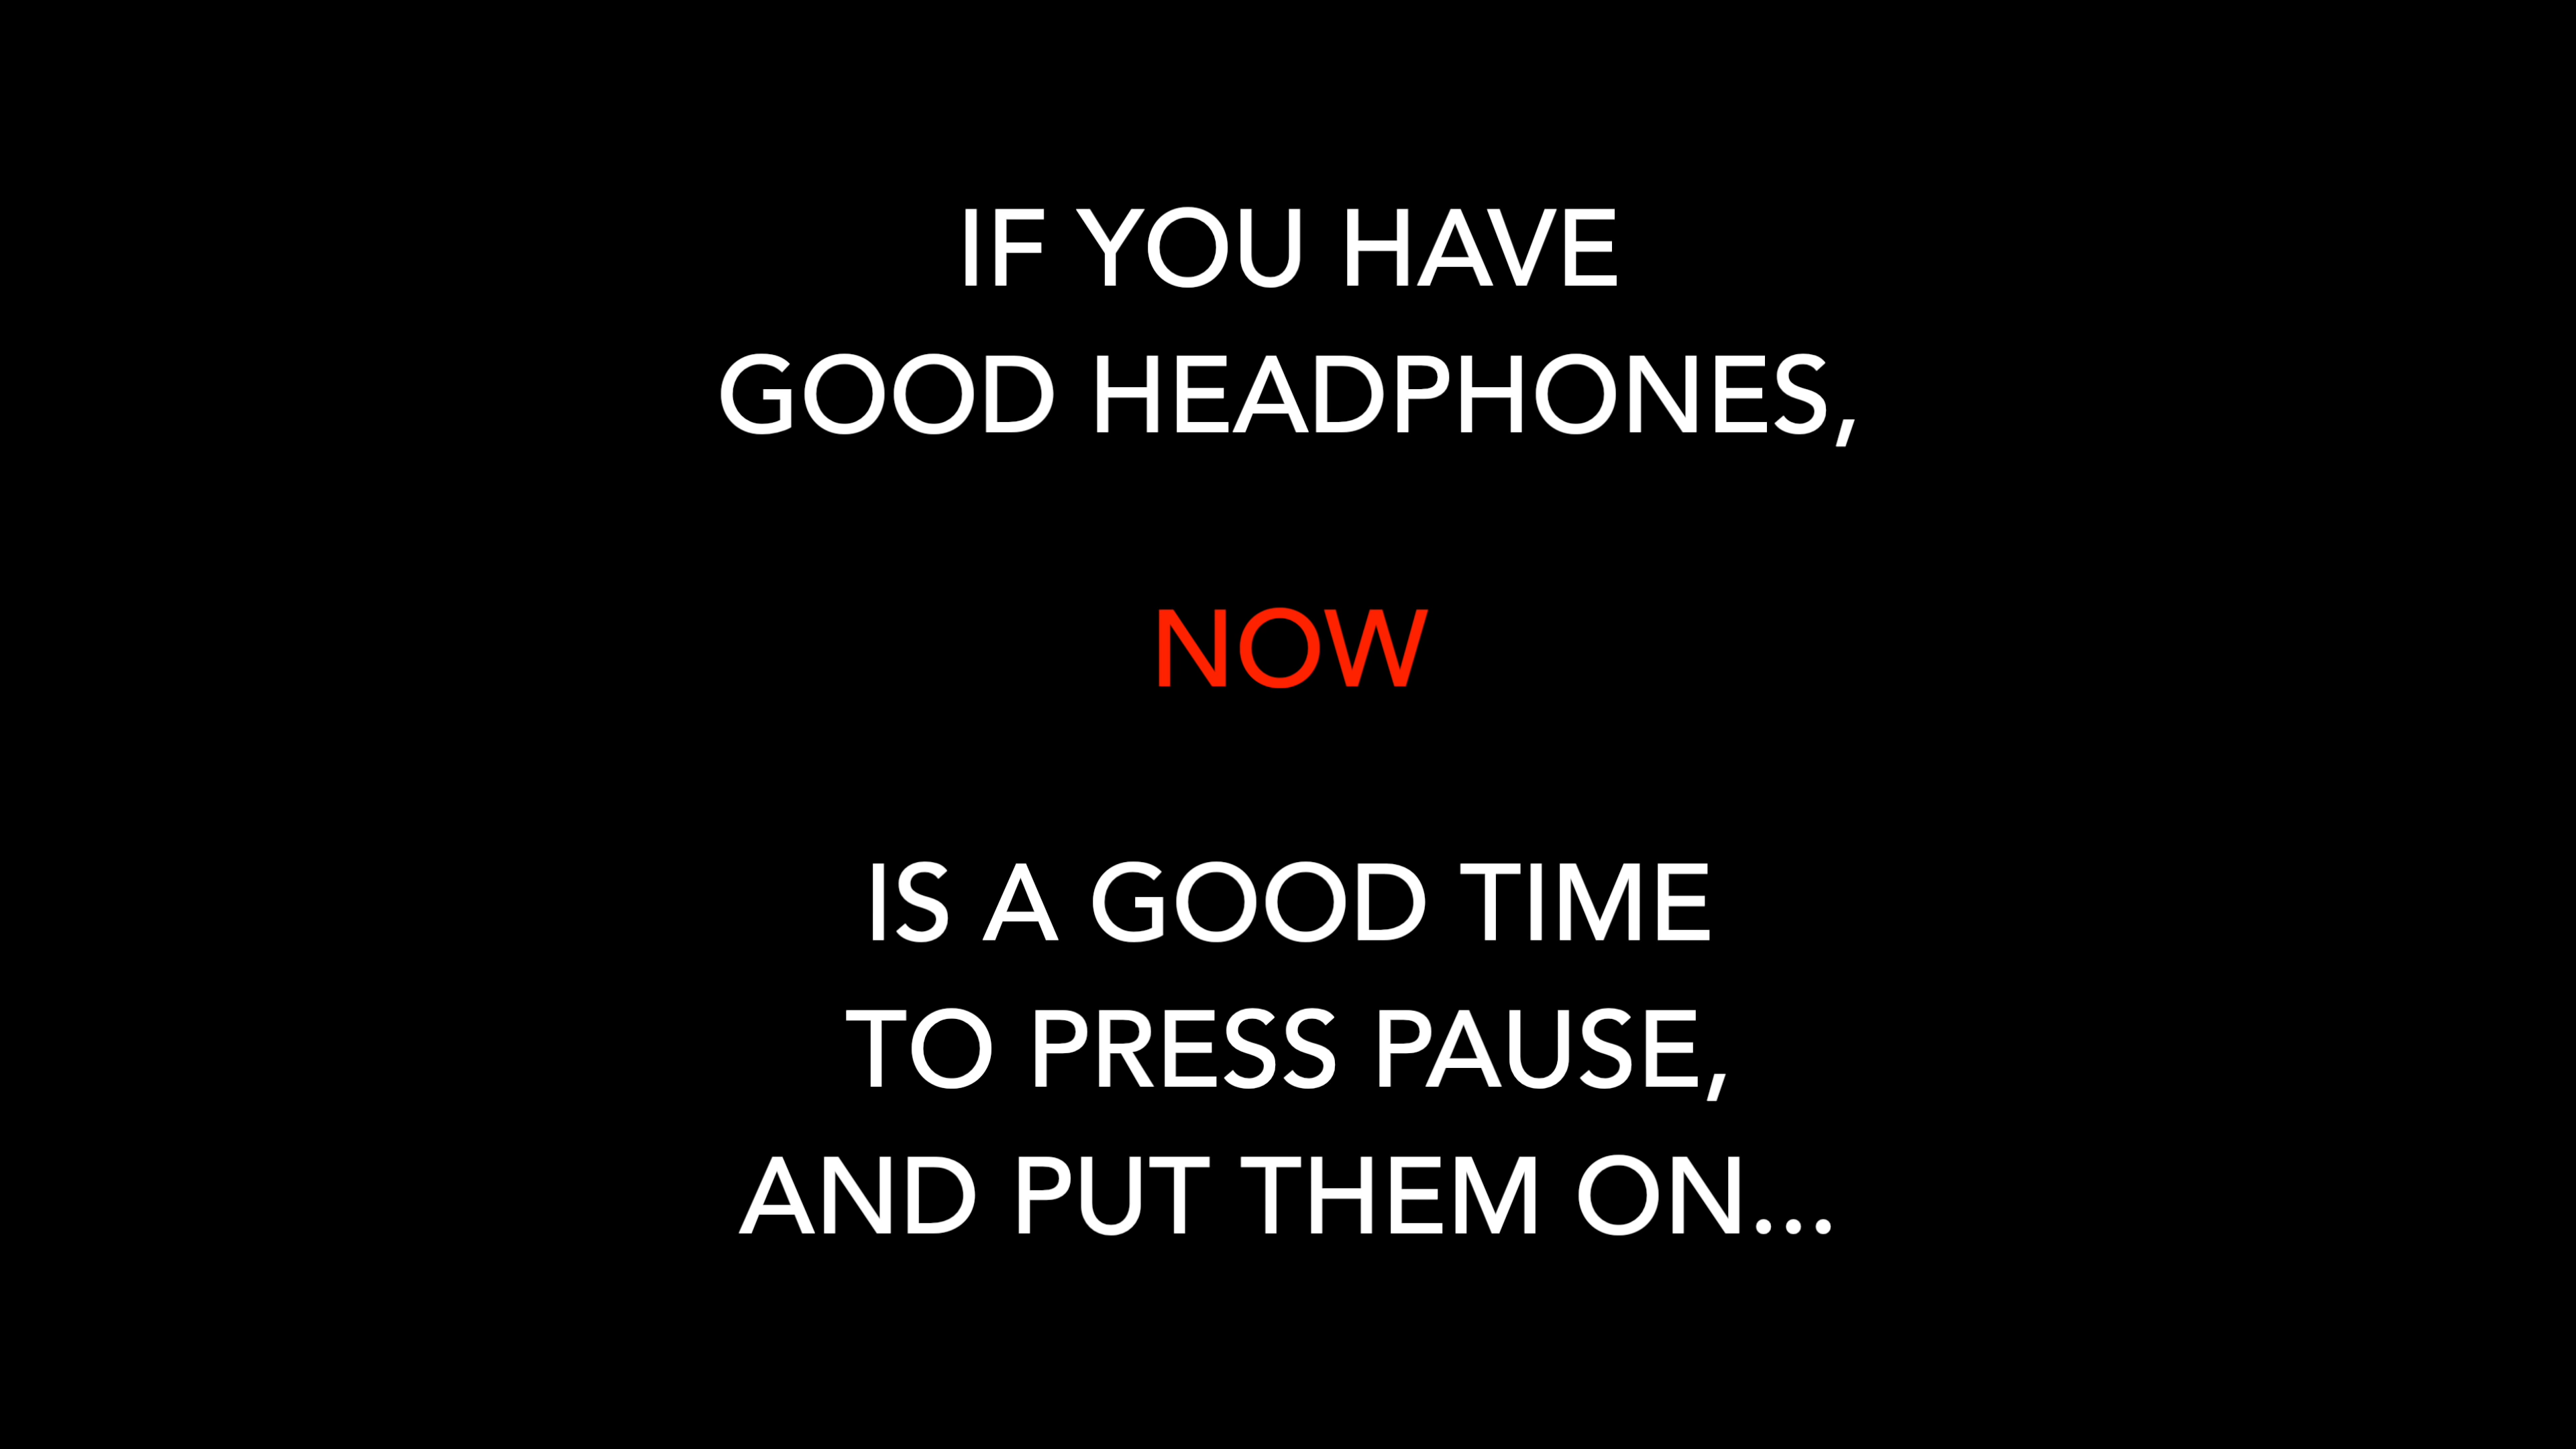 IF YOU HAVE
GOOD HEADPHONES,
NOW
IS A GOOD TIME
TO PRESS PAUSE,
AND PUT THEM ON...